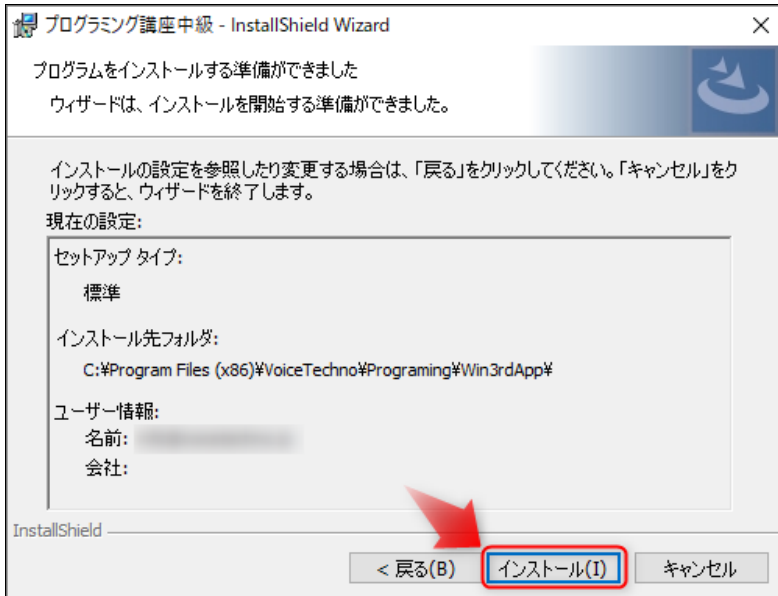 プログラミング講座中級 - InstallShield Wizard
プログラムをインストールする準備ができました
ウィザードは、インストールを開始する準備ができました。
インストールの設定を参照したり変更する場合は、「戻る」をクリックしてください。「キャンセル」をク
リックすると、ウィザードを終了します。
現在の設定:
セットアップ タイプ:
標準
インストール先フォルダ:
C:¥Program Files (x86)¥VoiceTechno¥Programing¥Win3rdApp¥
ユーザー情報:
名前:
会社:
InstallShield
< 戻る(B) インストール(I) キャンセル